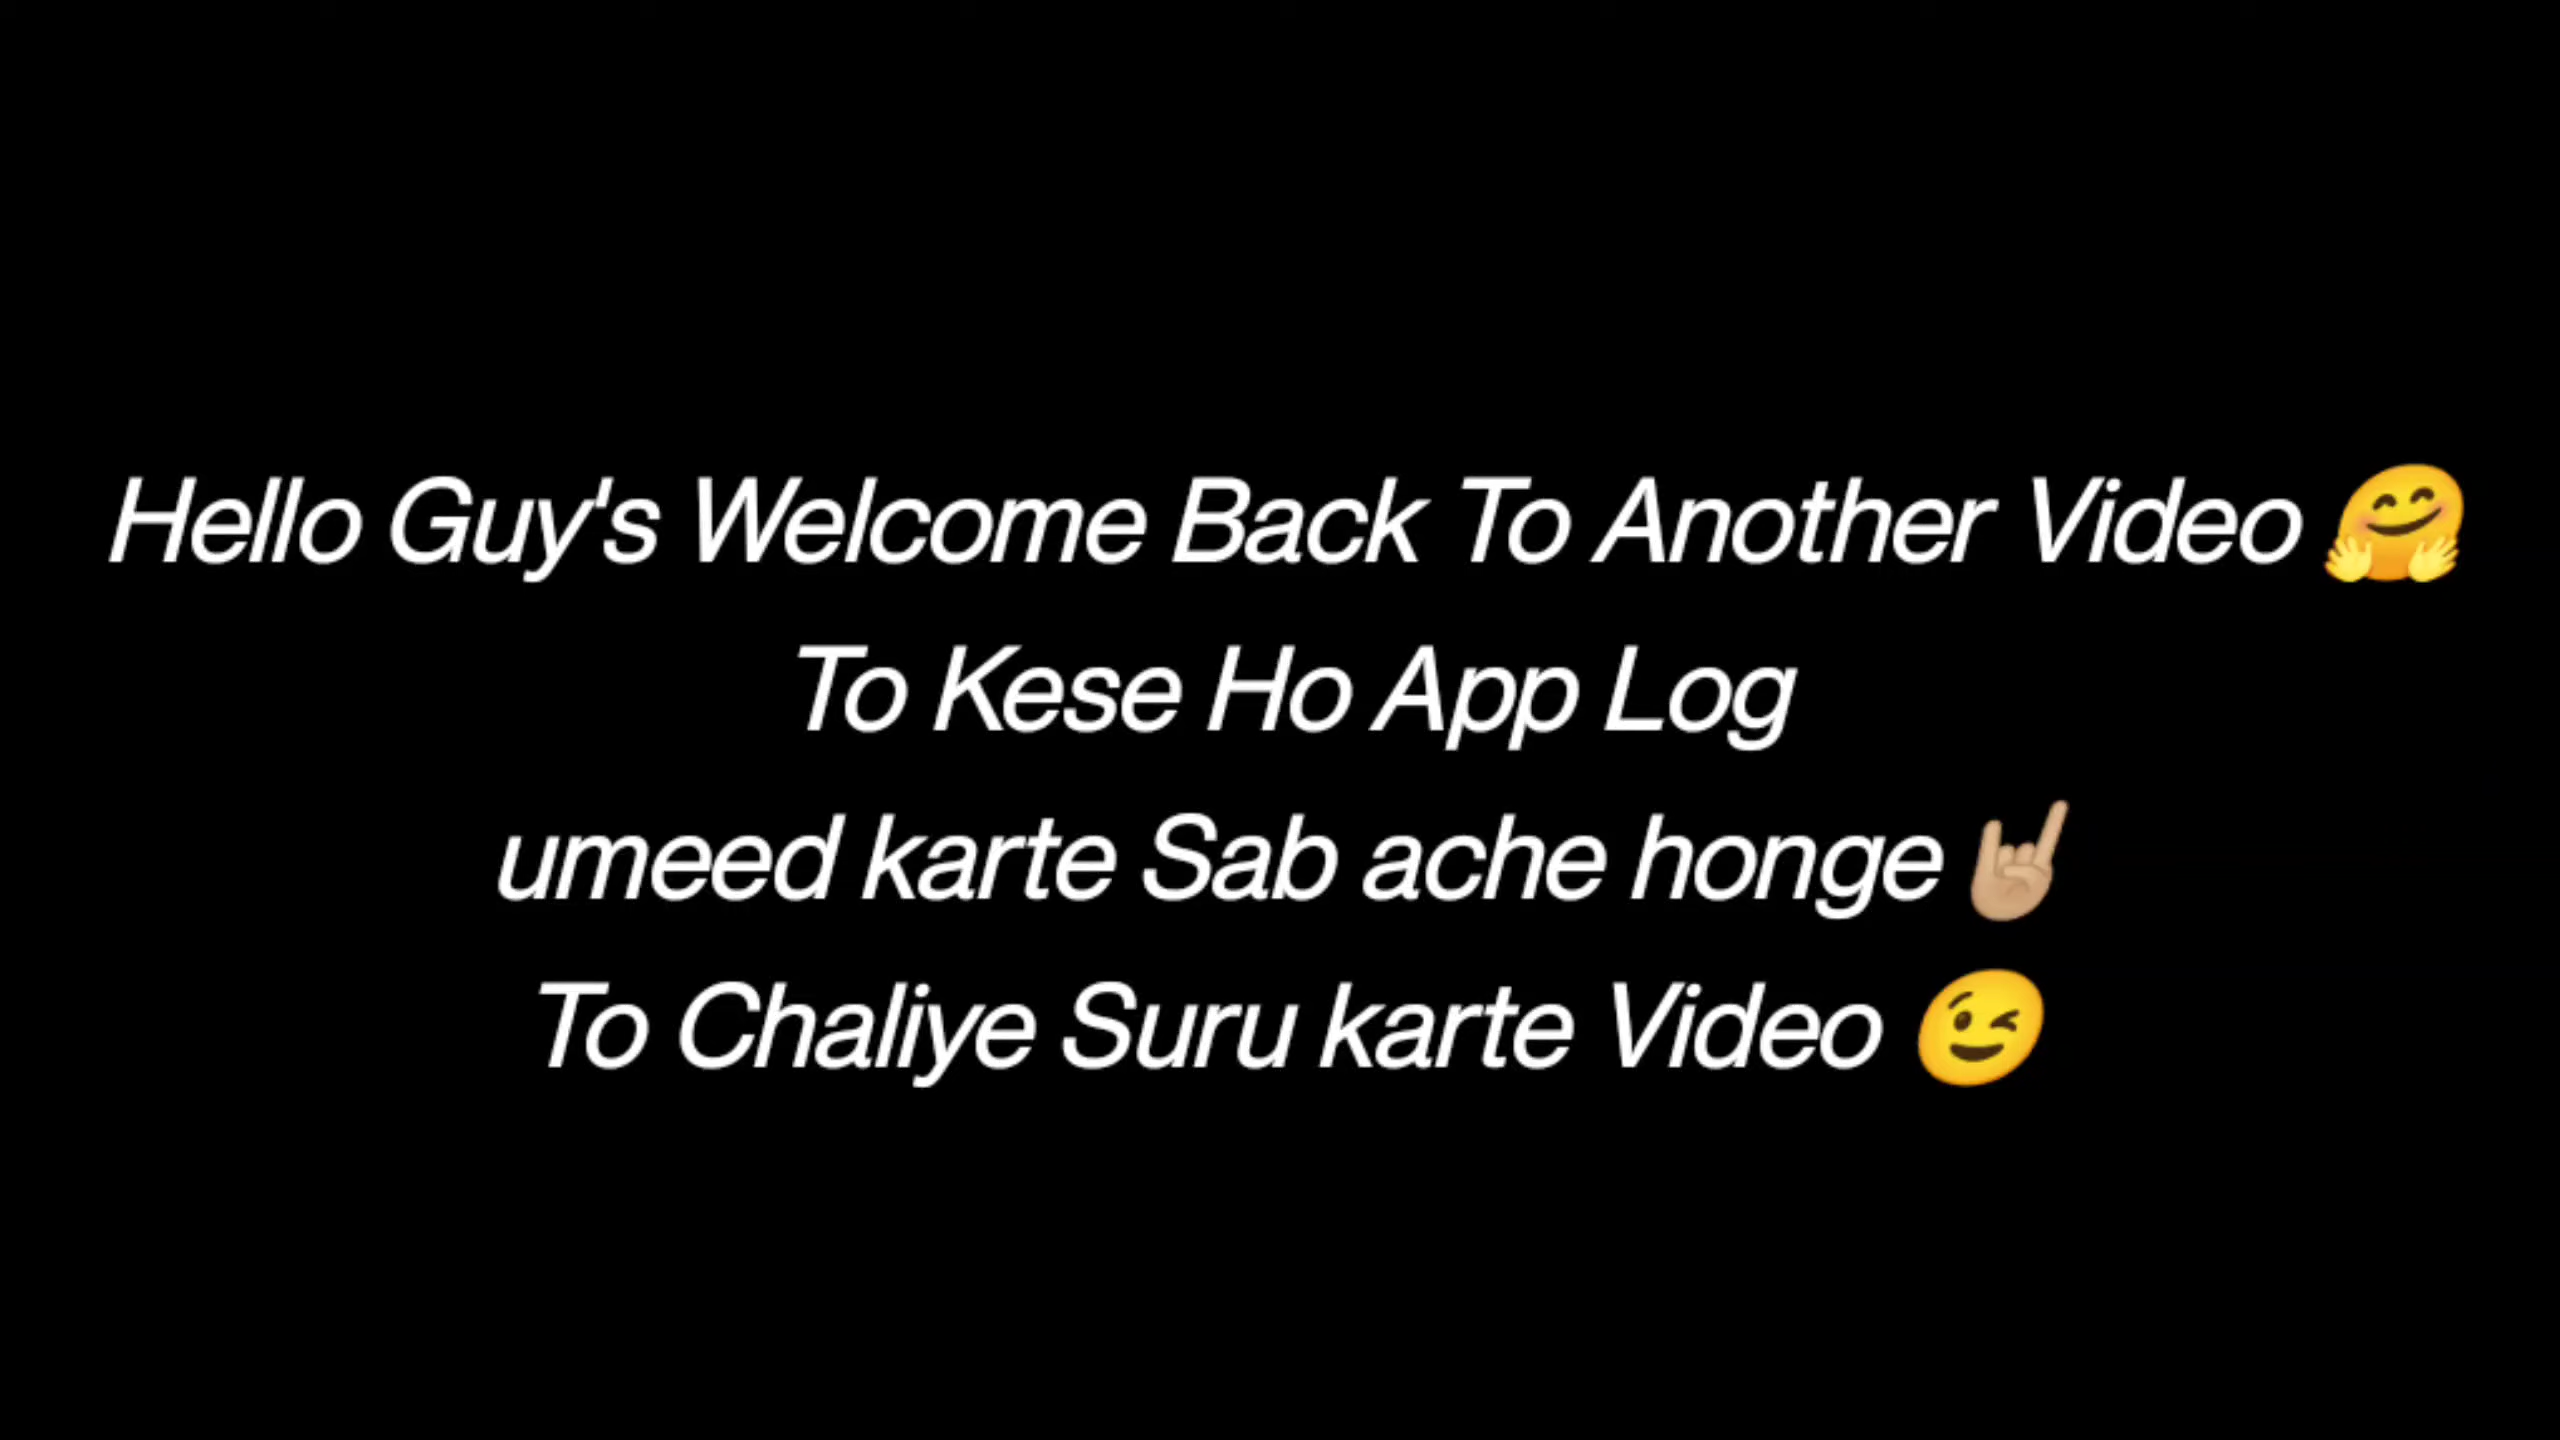 Hello Guy's Welcome Back To Another Video 🤗
To Kese Ho App Log
umeed karte Sab ache honge 🤘🏼
To Chaliye Suru karte Video 😉